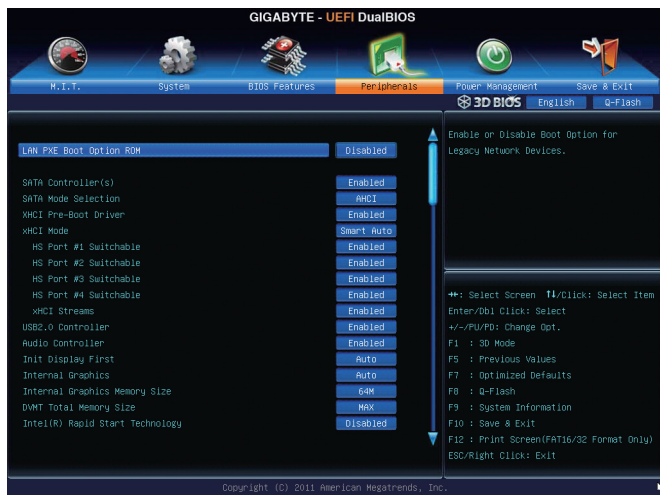 GIGABYTE - UEFI DualBIOS
M.I.T. System BIOS Features Peripherals Power Management Save & Exit
3D BIOS English Q-Flash
LAN PXE Boot Option ROM Disabled
SATA Controller(s) Enabled
SATA Mode Selection AHCI
XHCI Pre-Boot Driver Enabled
xHCI Mode Smart Auto
HS Port #1 Switchable Enabled
HS Port #2 Switchable Enabled
HS Port #3 Switchable Enabled
HS Port #4 Switchable Enabled
xHCI Streams Enabled
USB2.0 Controller Enabled
Audio Controller Enabled
Init Display First Auto
Internal Graphics Auto
Internal Graphics Memory Size 64M
DVMT Total Memory Size MAX
Intel(R) Rapid Start Technology Disabled
Enable or Disable Boot Option for
Legacy Network Devices.
→←: Select Screen ↑↓/Click: Select Item
Enter/Dbl Click: Select
+/-/PU/PD: Change Opt.
F1 : 3D Mode
F5 : Previous Values
F7 : Optimized Defaults
F8 : Q-Flash
F9 : System Information
F10 : Save & Exit
F12 : Print Screen(FAT16/32 Format Only)
ESC/Right Click: Exit
Copyright (C) 2011 American Megatrends, Inc.